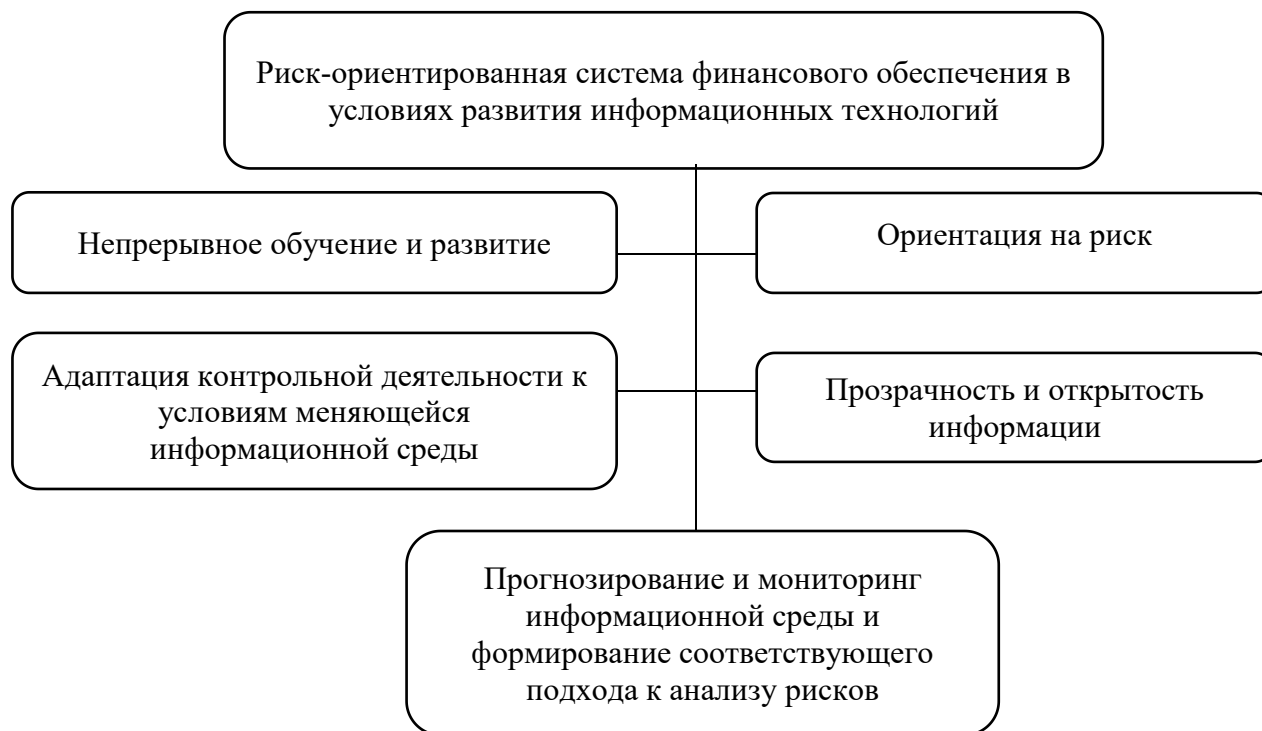 Риск-ориентированная система финансового обеспечения в
условиях развития информационных технологий
Непрерывное обучение и развитие
Ориентация на риск
Адаптация контрольной деятельности к
условиям меняющейся
информационной среды
Прозрачность и открытость
информации
Прогнозирование и мониторинг
информационной среды и
формирование соответствующего
подхода к анализу рисков